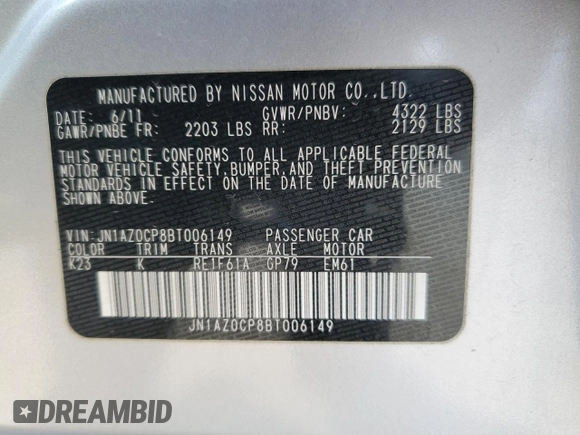 MANUFACTURED BY NISSAN MOTOR CO.,LTD.
DATE: 6/11 GVWR/PNBV: 4322 LBS
GAWR/PNBE FR: 2203 LBS RR: 2129 LBS
THIS VEHICLE CONFORMS TO ALL APPLICABLE FEDERAL
MOTOR VEHICLE SAFETY, BUMPER, AND THEFT PREVENTION
STANDARDS IN EFFECT ON THE DATE OF MANUFACTURE
SHOWN ABOVE.
VIN: JN1AZ0CP8BT006149 PASSENGER CAR
COLOR TRIM TRANS AXLE MOTOR
K23 K RE1F61A GP79 EM61
JN1AZ0CP8BT006149
DREAMBID